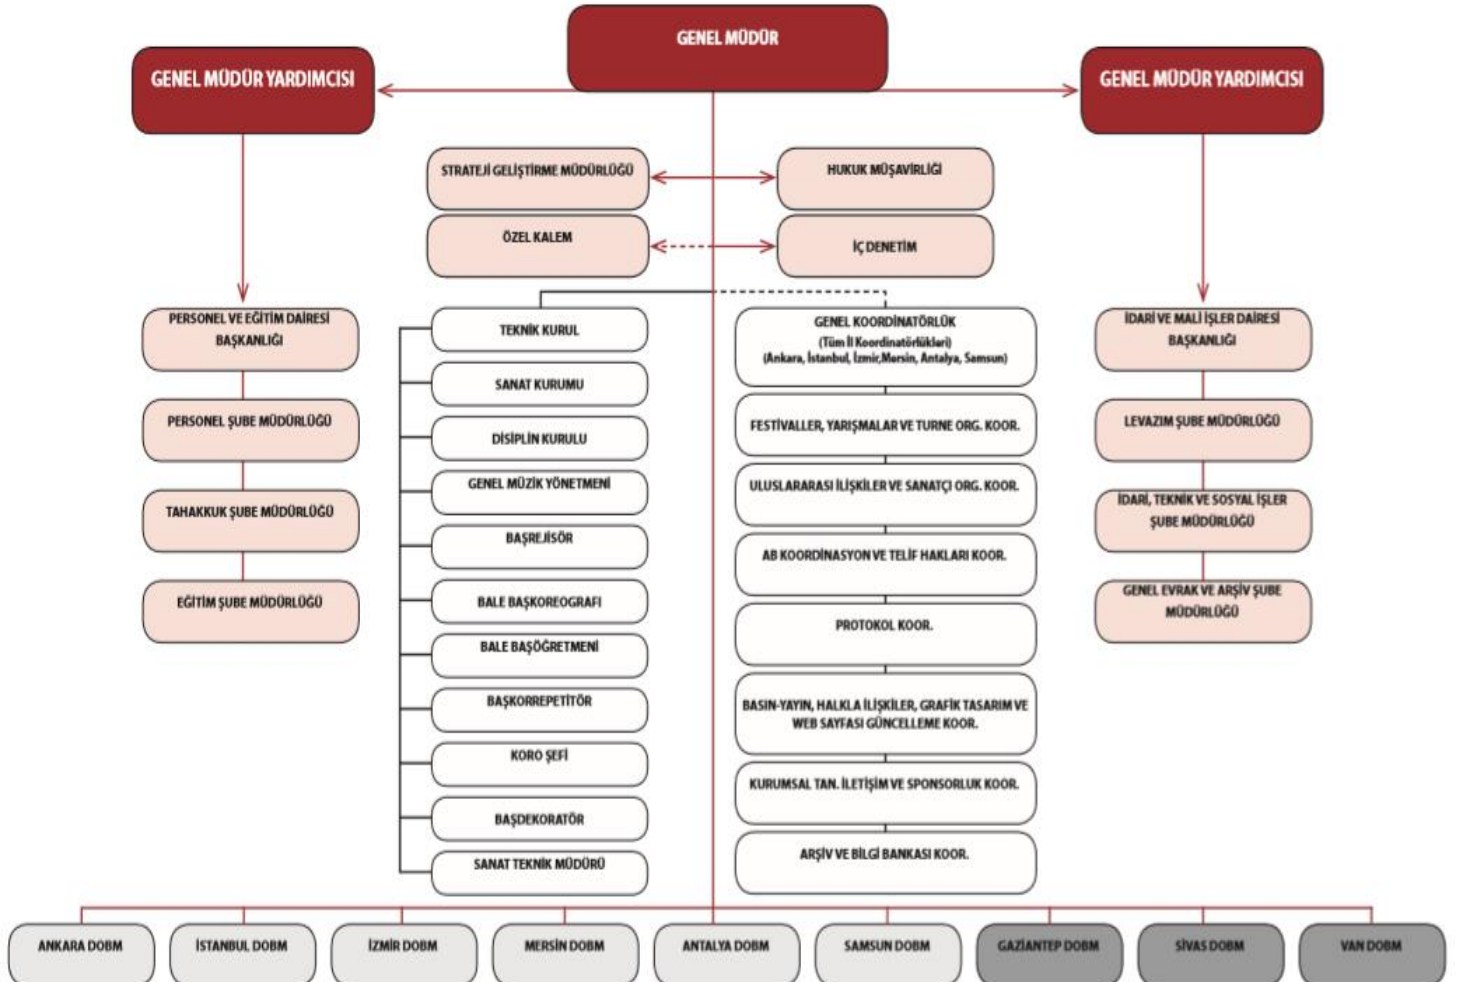 GENEL MÜDÜR
GENEL MÜDÜR YARDIMCISI
GENEL MÜDÜR YARDIMCISI
STRATEJİ GELİŞTİRME MÜDÜRLÜĞÜ
HUKUK MÜŞAVİRLİĞİ
ÖZEL KALEM
İÇ DENETİM
PERSONEL VE EĞİTİM DAİRESİ
BAŞKANLIĞI
PERSONEL ŞUBE MÜDÜRLÜĞÜ
TAHAKKUK ŞUBE MÜDÜRLÜĞÜ
EĞİTİM ŞUBE MÜDÜRLÜĞÜ
TEKNİK KURUL
SANAT KURUMU
DİSİPLİN KURULU
GENEL MÜZİK YÖNETMENİ
BAŞREJİSÖR
BALE BAŞKOREOGRAFI
BALE BAŞÖĞRETMENİ
BAŞKORREPETİTÖR
KORO ŞEFİ
BAŞDEKORATÖR
SANAT TEKNİK MÜDÜRÜ
GENEL KOORDİNATÖRLÜK
(Tüm İl Koordinatörlükleri)
(Ankara, İstanbul, İzmir,Mersin, Antalya, Samsun)
FESTİVALLER, YARIŞMALAR VE TURNE ORG. KOOR.
ULUSLARARASI İLİŞKİLER VE SANATÇI ORG. KOOR.
AB KOORDİNASYON VE TELİF HAKLARI KOOR.
PROTOKOL KOOR.
BASIN-YAYIN, HALKLA İLİŞKİLER, GRAFİK TASARIM VE
WEB SAYFASI GÜNCELLEME KOOR.
KURUMSAL TAN. İLETİŞİM VE SPONSORLUK KOOR.
ARŞİV VE BİLGİ BANKASI KOOR.
İDARİ VE MALİ İŞLER DAİRESİ
BAŞKANLIĞI
LEVAZIM ŞUBE MÜDÜRLÜĞÜ
İDARİ, TEKNİK VE SOSYAL İŞLER
ŞUBE MÜDÜRLÜĞÜ
GENEL EVRAK VE ARŞİV ŞUBE
MÜDÜRLÜĞÜ
ANKARA DOBM
İSTANBUL DOBM
İZMİR DOBM
MERSİN DOBM
ANTALYA DOBM
SAMSUN DOBM
GAZİANTEP DOBM
SİVAS DOBM
VAN DOBM